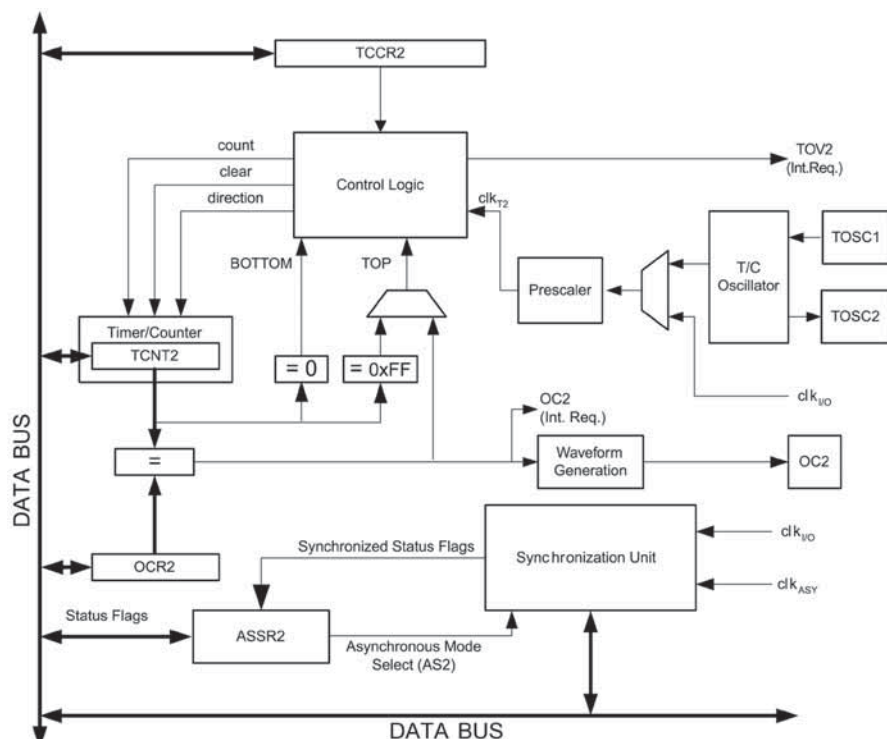 TCCR2
count
clear
direction
Control Logic
TOV2
(Int.Req.)
clkT2
TOSC1
T/C
Oscillator
TOSC2
BOTTOM
TOP
Prescaler
Timer/Counter
TCNT2
= 0
= 0xFF
clkI/O
OC2
(Int. Req.)
=
Waveform
Generation
OC2
DATA BUS
OCR2
Synchronized Status Flags
Synchronization Unit
clkI/O
clkASY
Status Flags
ASSR2
Asynchronous Mode
Select (AS2)
DATA BUS